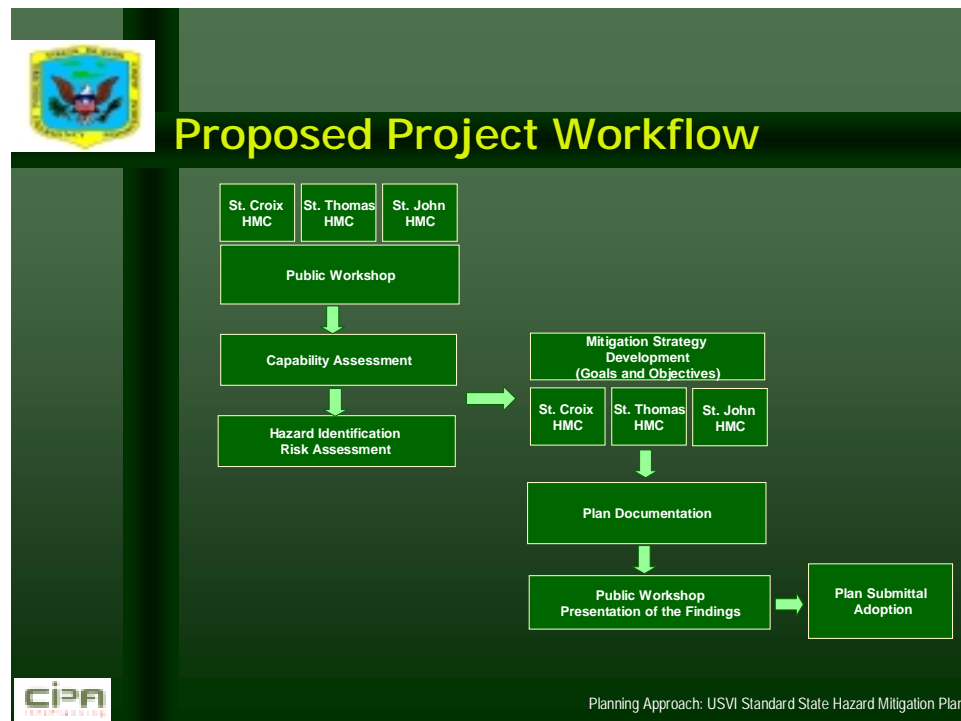 Proposed Project Workflow
St. Croix
HMC
St. Thomas
HMC
St. John
HMC
Public Workshop
Capability Assessment
Hazard Identification
Risk Assessment
Mitigation Strategy
Development
(Goals and Objectives)
St. Croix
HMC
St. Thomas
HMC
St. John
HMC
Plan Documentation
Public Workshop
Presentation of the Findings
Plan Submittal
Adoption
CIPA
Planning Approach: USVI Standard State Hazard Mitigation Plan